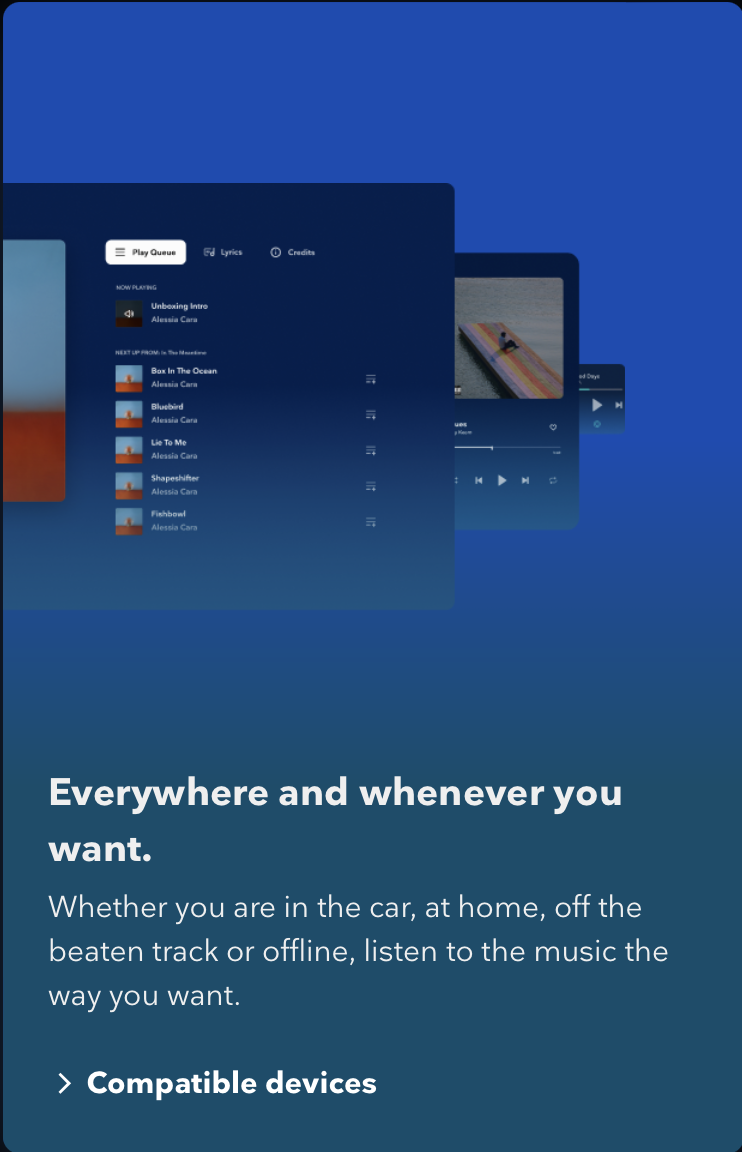 Play Queue
Lyrics
Credits
NOW PLAYING
Unboxing Intro
Alessia Cara
NEXT UP FROM: In The Meantime
Box In The Ocean
Alessia Cara
Bluebird
Alessia Cara
Lie To Me
Alessia Cara
Shapeshifter
Alessia Cara
Fishbowl
Alessia Cara
Days
Everywhere and whenever you
want.
Whether you are in the car, at home, off the
beaten track or offline, listen to the music the
way you want.
Compatible devices